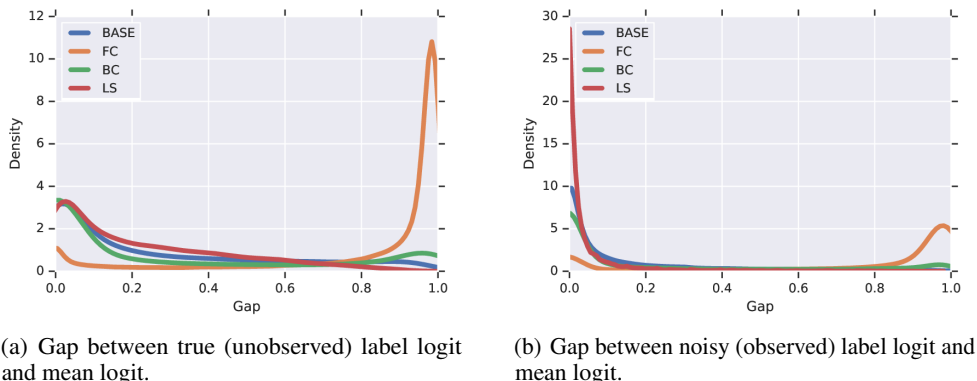 12
10
8
6
4
2
0
Density
BASE
FC
BC
LS
0.0 0.2 0.4 0.6 0.8 1.0
Gap
(a) Gap between true (unobserved) label logit
and mean logit.
30
25
20
15
10
5
0
Density
BASE
FC
BC
LS
0.0 0.2 0.4 0.6 0.8 1.0
Gap
(b) Gap between noisy (observed) label logit and
mean logit.